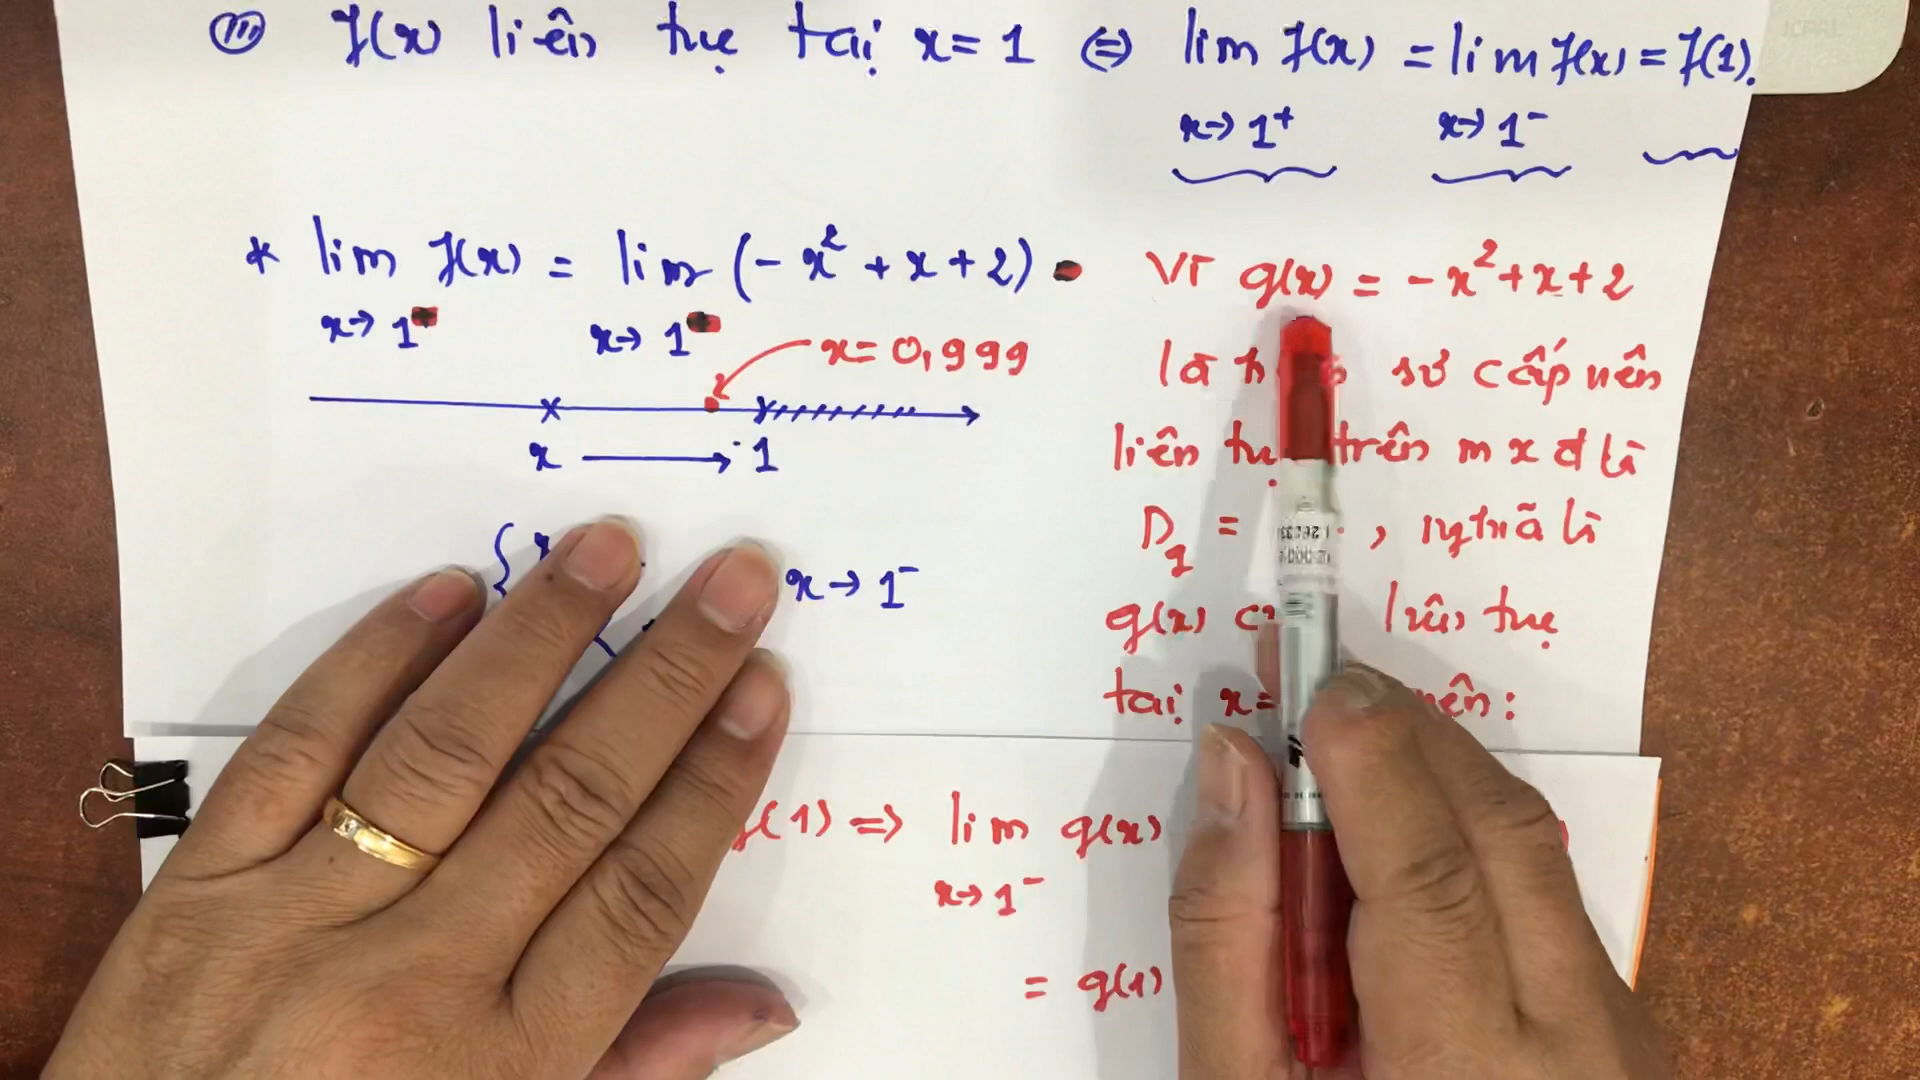 (iii) f(x) liên tục tại x = 1 ⇔ lim f(x) = lim f(x) = f(1).
x→1⁺ x→1⁻
* lim f(x) = lim (-x² + x + 2)
x→1 x→1
x = 0,999
x → 1
x → 1⁻
Vì g(x) = -x² + x + 2
là sơ cấp nên
liên tục trên mxđ là
D_g = , nghĩa là
g(x) liên tục
tại x= nên:
g(1) ⇒ lim g(x)
x→1⁻
= g(1)